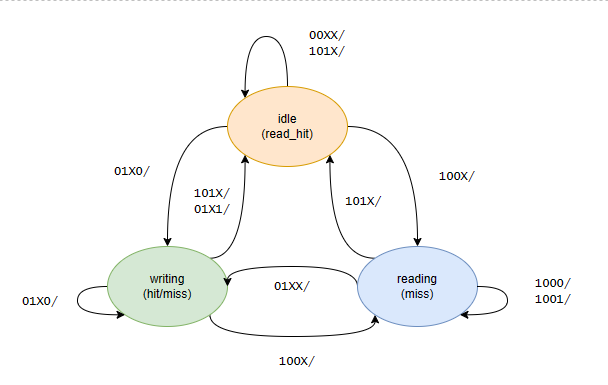 00XX/
101X/
idle
(read_hit)
01X0/
100X/
101X/
01X1/
101X/
writing
(hit/miss)
reading
(miss)
01XX/
01X0/
1000/
1001/
100X/